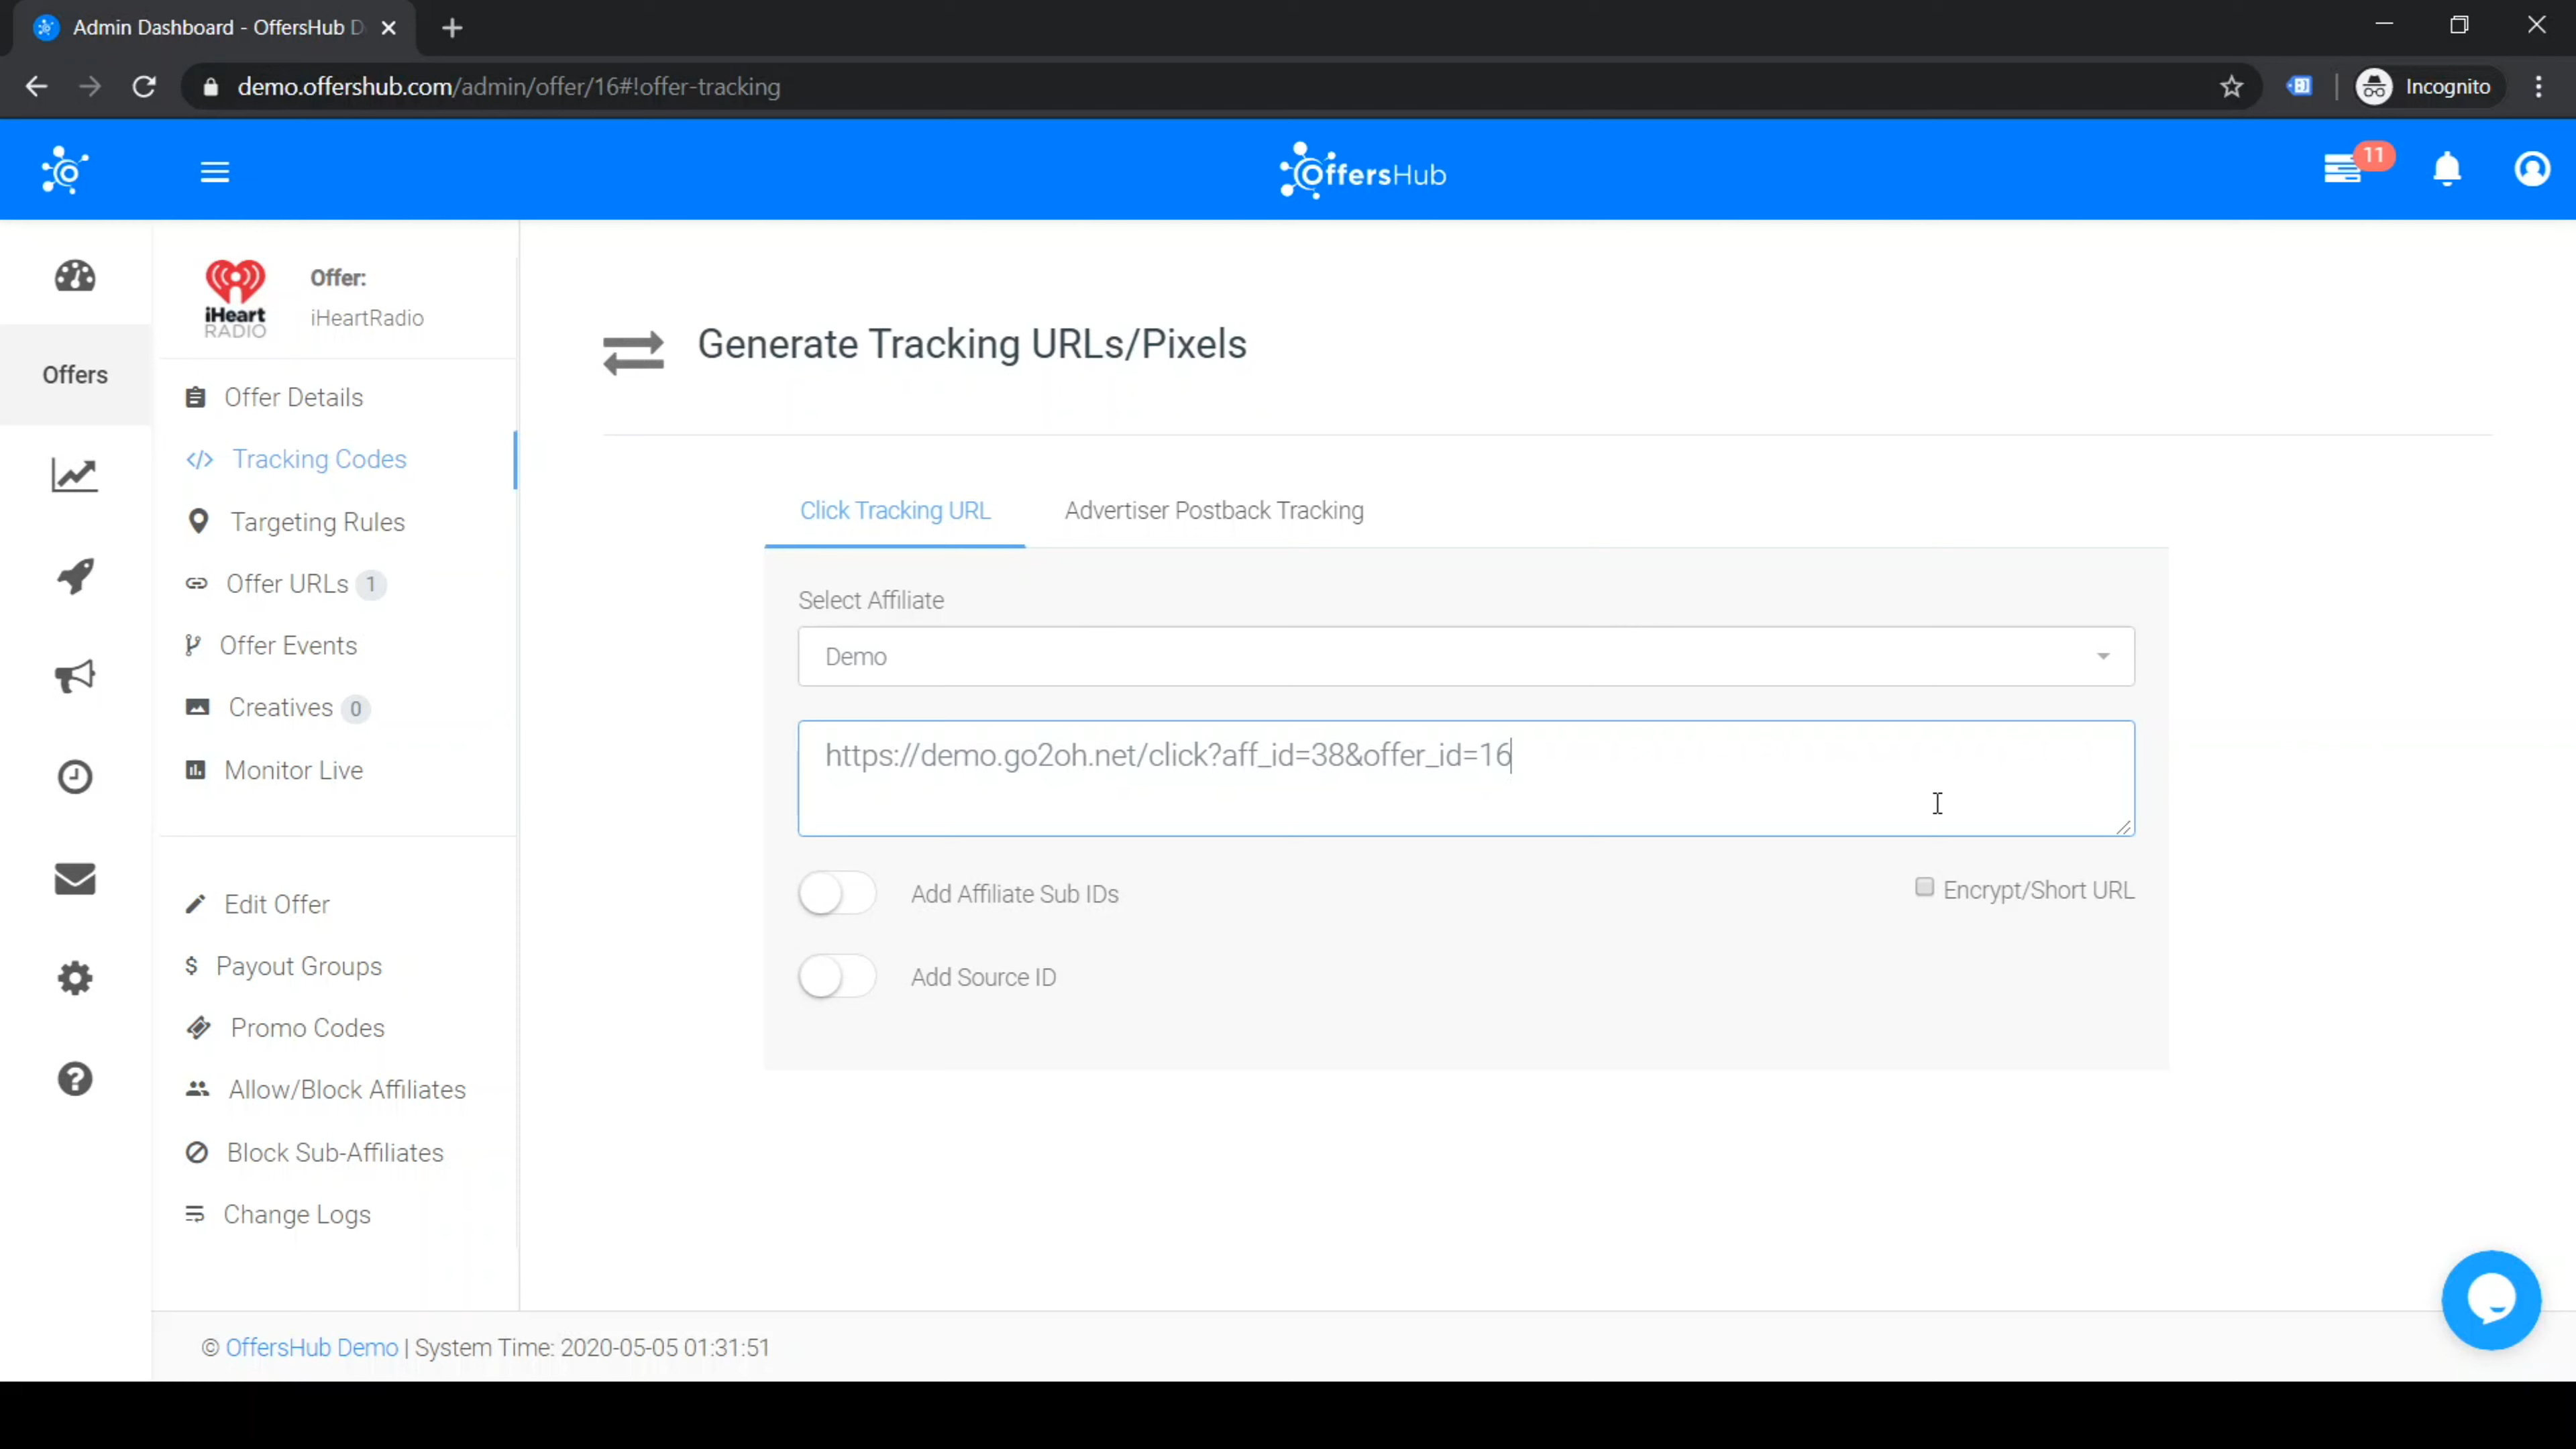 Admin Dashboard - OffersHub D
demo.offershub.com/admin/offer/16#!offer-tracking
Incognito
OffersHub
11
iHeart
RADIO
Offer:
iHeartRadio
Offers
Offer Details
Tracking Codes
Targeting Rules
Offer URLs 1
Offer Events
Creatives 0
Monitor Live
Edit Offer
$ Payout Groups
Promo Codes
Allow/Block Affiliates
Block Sub-Affiliates
Change Logs
Generate Tracking URLs/Pixels
Click Tracking URL
Advertiser Postback Tracking
Select Affiliate
Demo
https://demo.go2oh.net/click?aff_id=38&offer_id=16
Add Affiliate Sub IDs
Encrypt/Short URL
Add Source ID
© OffersHub Demo | System Time: 2020-05-05 01:31:51